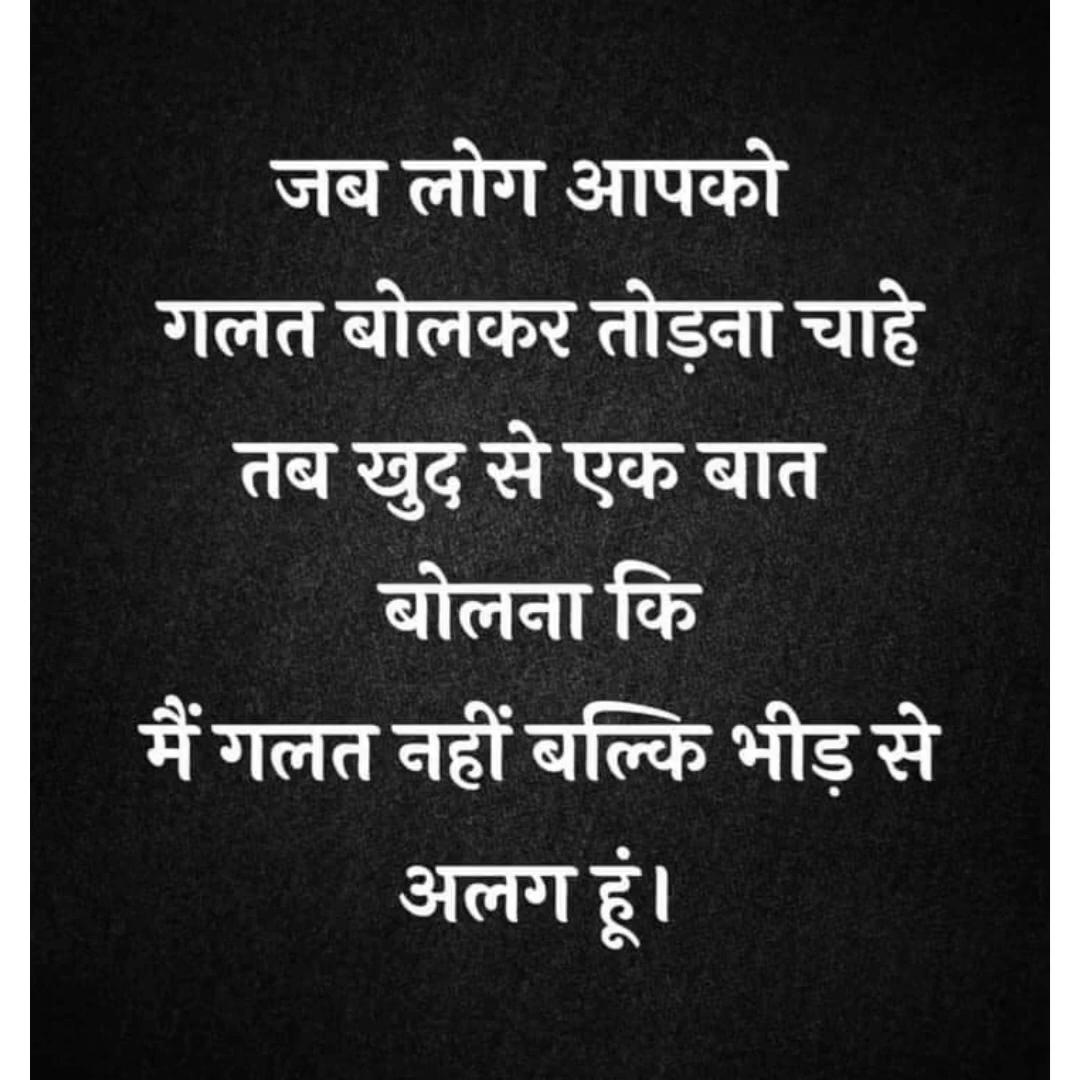 जब लोग आपको
गलत बोलकर तोड़ना चाहे
तब खुद से एक बात
बोलना कि
मैं गलत नहीं बल्कि भीड़ से
अलग हूं।